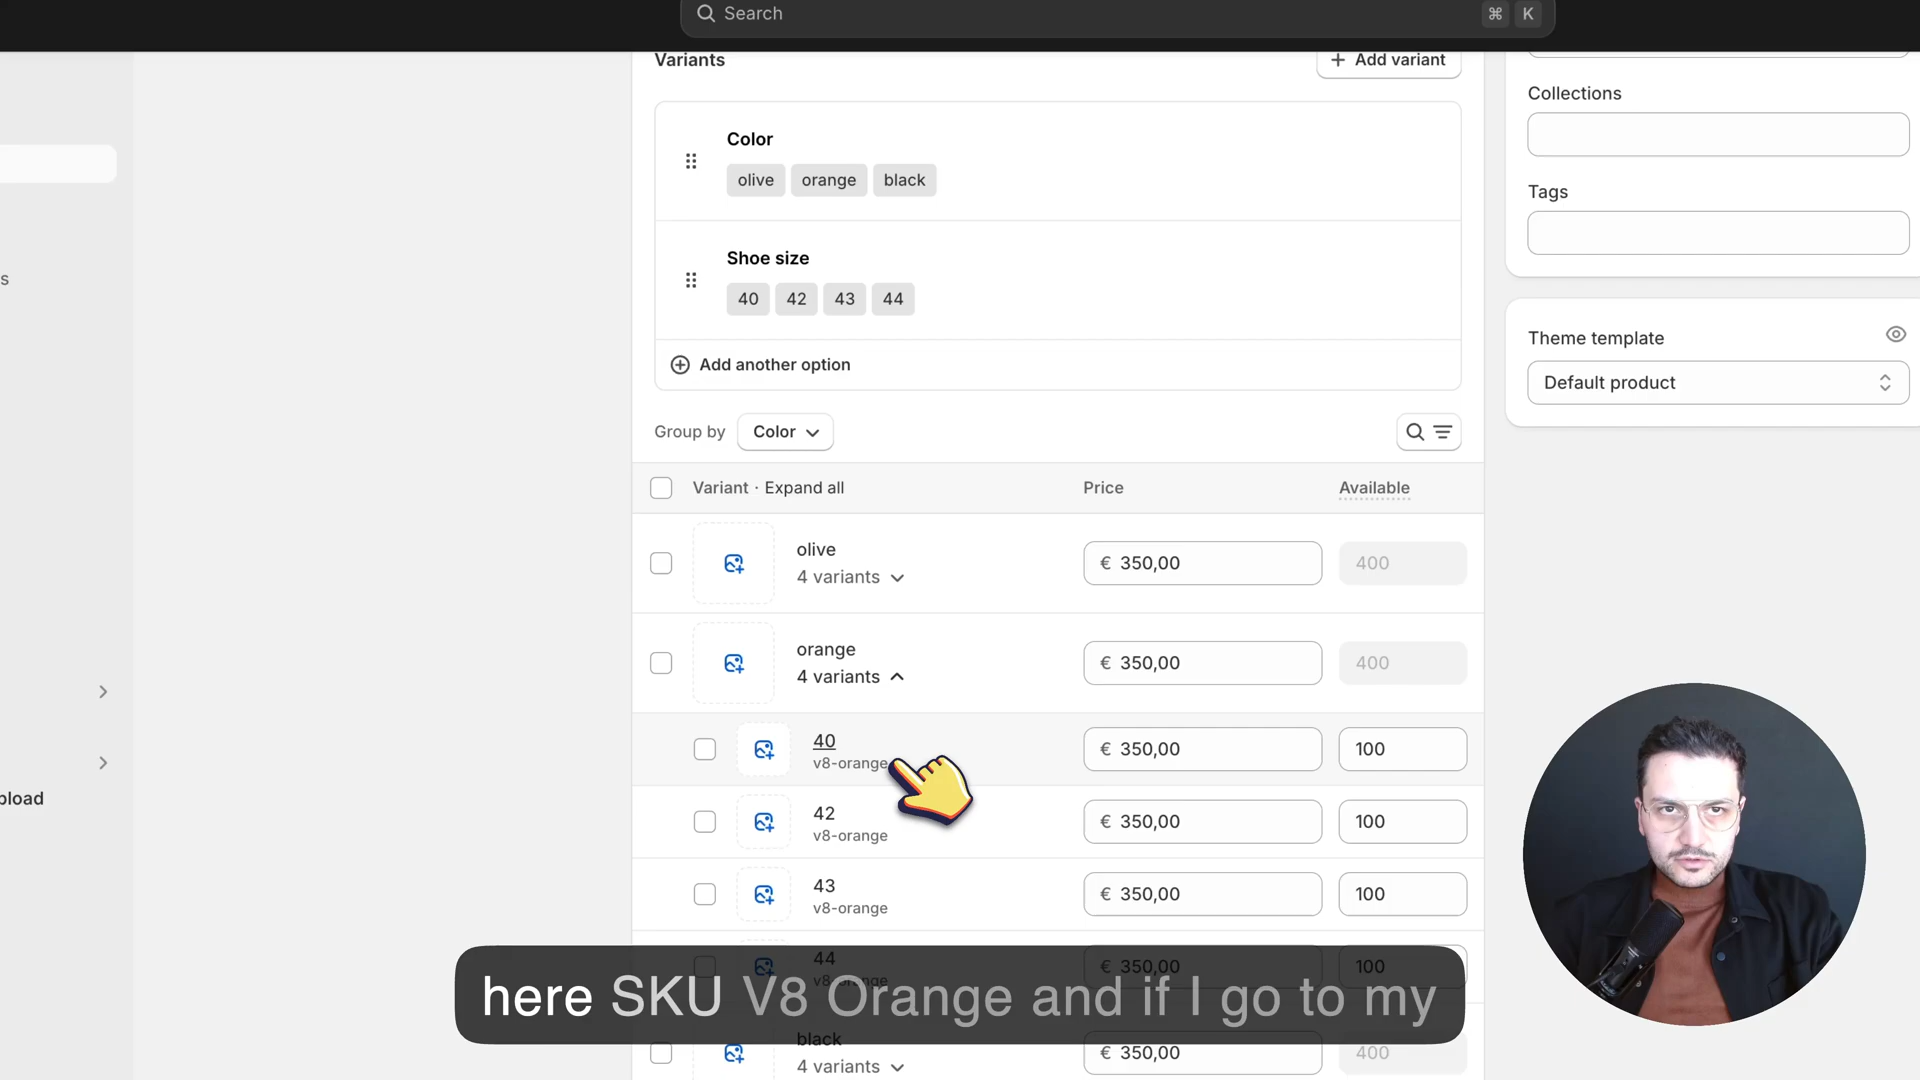 Search
⌘ K
Variants
Add variant
Color
olive orange black
Shoe size
40 42 43 44
Add another option
Group by Color
Variant · Expand all Price Available
olive
4 variants
€ 350,00 400
orange
4 variants
€ 350,00 400
40
v8-orange
€ 350,00 100
42
v8-orange
€ 350,00 100
43
v8-orange
€ 350,00 100
44
v8-orange
€ 350,00 100
here SKU V8 Orange and if I go to my
black
4 variants
€ 350,00 400
Collections
Tags
Theme template
Default product
s
pload